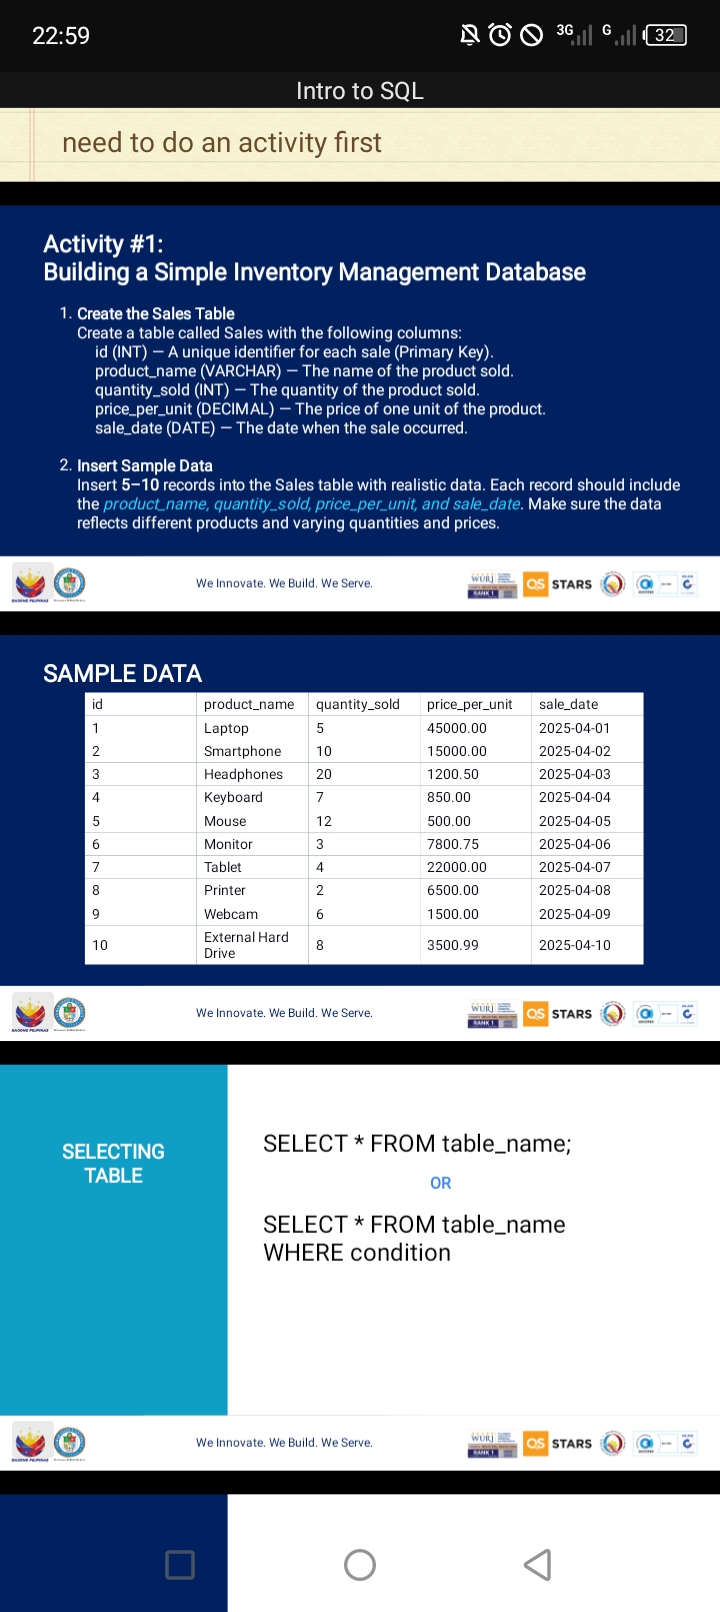 22:59
3G
G
32
Intro to SQL
need to do an activity first
Activity #1:
Building a Simple Inventory Management Database
1. Create the Sales Table
Create a table called Sales with the following columns:
id (INT) — A unique identifier for each sale (Primary Key).
product_name (VARCHAR) — The name of the product sold.
quantity_sold (INT) — The quantity of the product sold.
price_per_unit (DECIMAL) — The price of one unit of the product.
sale_date (DATE) — The date when the sale occurred.
2. Insert Sample Data
Insert 5–10 records into the Sales table with realistic data. Each record should include
the product_name, quantity_sold, price_per_unit, and sale_date. Make sure the data
reflects different products and varying quantities and prices.
BAGONG PILIPINAS
We Innovate. We Build. We Serve.
WURI
RANK 1
QS STARS
SAMPLE DATA
id product_name quantity_sold price_per_unit sale_date
1 Laptop 5 45000.00 2025-04-01
2 Smartphone 10 15000.00 2025-04-02
3 Headphones 20 1200.50 2025-04-03
4 Keyboard 7 850.00 2025-04-04
5 Mouse 12 500.00 2025-04-05
6 Monitor 3 7800.75 2025-04-06
7 Tablet 4 22000.00 2025-04-07
8 Printer 2 6500.00 2025-04-08
9 Webcam 6 1500.00 2025-04-09
10 External Hard Drive 8 3500.99 2025-04-10
BAGONG PILIPINAS
We Innovate. We Build. We Serve.
WURI
RANK 1
QS STARS
SELECTING
TABLE
SELECT * FROM table_name;
OR
SELECT * FROM table_name
WHERE condition
BAGONG PILIPINAS
We Innovate. We Build. We Serve.
WURI
RANK 1
QS STARS